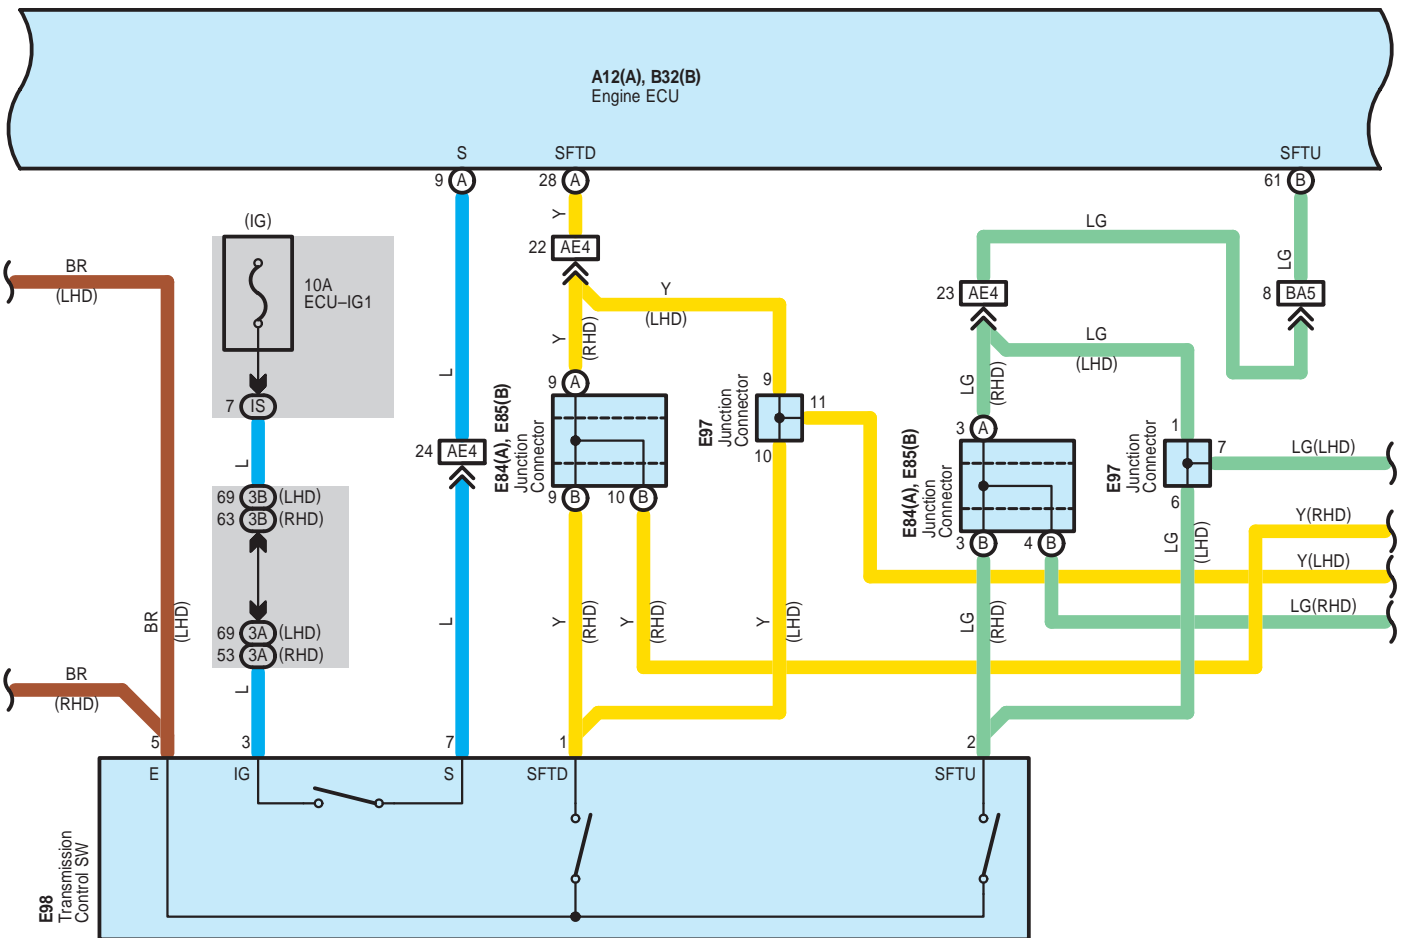 A12(A), B32(B)
Engine ECU
S
SFTD
SFTU
9 A
28 A
61 B
(IG)
10A
ECU–IG1
BR
(LHD)
Y
22 AE4
Y
(LHD)
LG
LG
23 AE4
8 BA5
LG
(LHD)
Y
(RHD)
L
LG
(RHD)
7 IS
9 A
E84(A), E85(B)
Junction
Connector
9
11
10
E97
Junction
Connector
3 A
1
7
6
E97
Junction
Connector
LG(LHD)
L
24 AE4
69 3B (LHD)
63 3B (RHD)
9 B
10 B
E84(A), E85(B)
Junction
Connector
3 B
4 B
LG
(LHD)
Y(RHD)
Y(LHD)
LG(RHD)
BR
(LHD)
69 3A (LHD)
53 3A (RHD)
L
Y
(RHD)
Y
(RHD)
Y
(LHD)
LG
(RHD)
BR
(RHD)
L
5
3
7
1
2
E
IG
S
SFTD
SFTU
E98
Transmission
Control SW